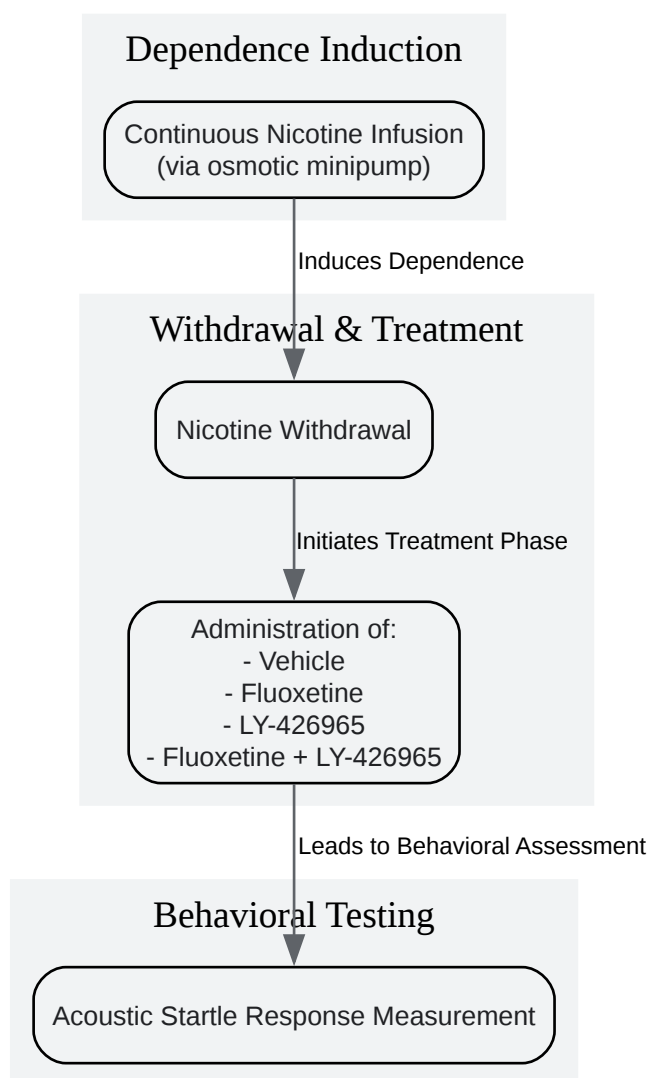 Dependence Induction
Continuous Nicotine Infusion
(via osmotic minipump)
Induces Dependence
Withdrawal & Treatment
Nicotine Withdrawal
Initiates Treatment Phase
Administration of:
- Vehicle
- Fluoxetine
- LY-426965
- Fluoxetine + LY-426965
Leads to Behavioral Assessment
Behavioral Testing
Acoustic Startle Response Measurement